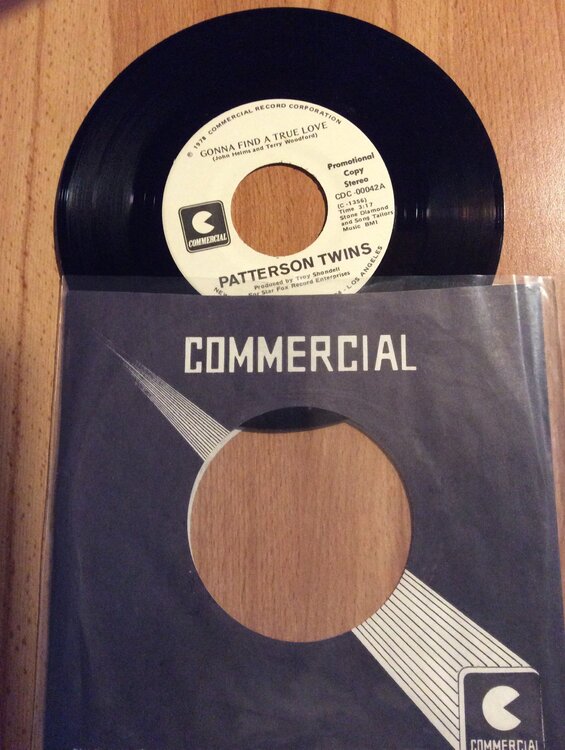 ℗ 1978 COMMERCIAL RECORD CORPORATION
GONNA FIND A TRUE LOVE
(John Helms and Terry Woodford)
Promotional
Copy
Stereo
CDC-00042A
(C-1356)
Time 3:17
Stone Diamond
and Song Tailors
Music BMI
COMMERCIAL
PATTERSON TWINS
Produced by Troy Shondell
For Star Fox Record Enterprises
LOS ANGELES
COMMERCIAL
COMMERCIAL